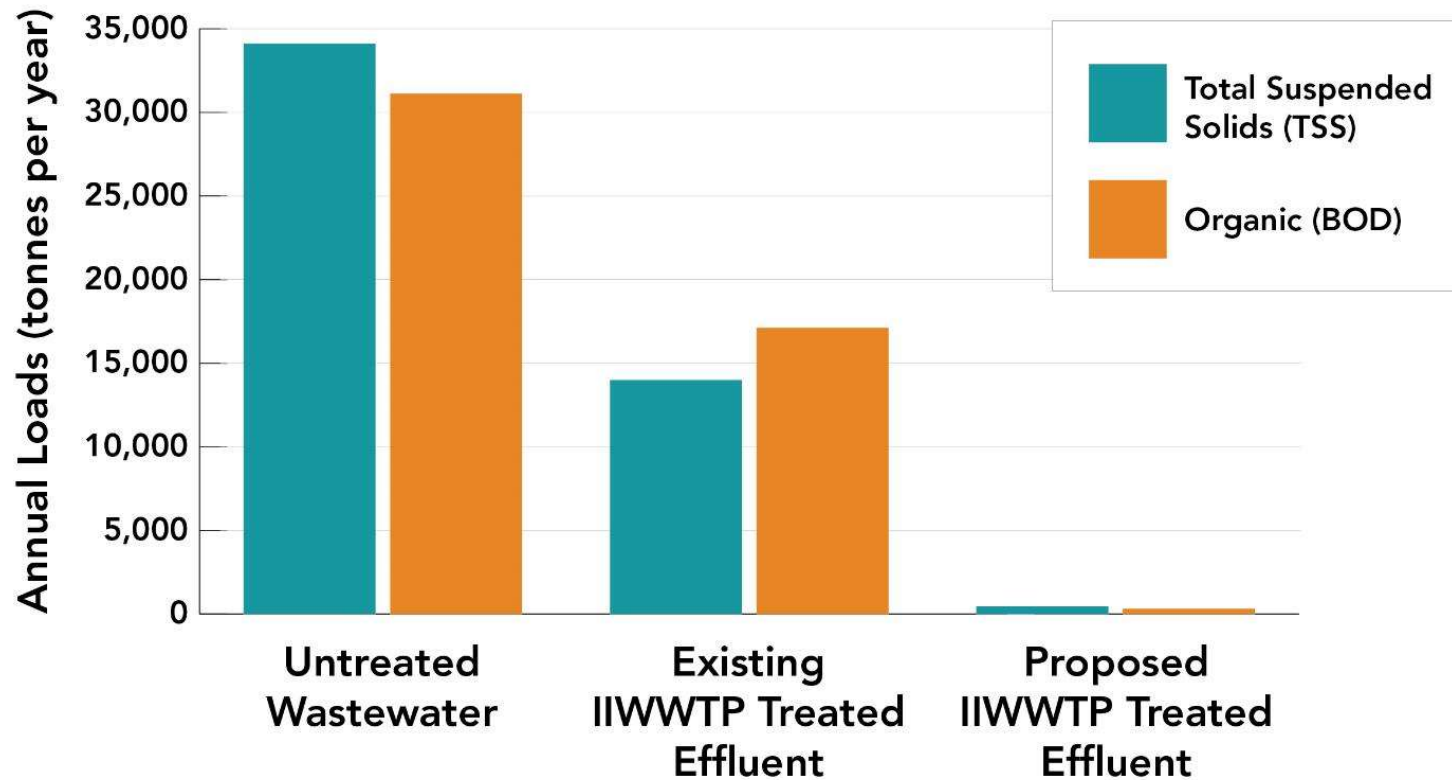 Annual Loads (tonnes per year)
35,000
30,000
25,000
20,000
15,000
10,000
5,000
0
Total Suspended
Solids (TSS)
Organic (BOD)
Untreated
Wastewater
Existing
IIWWTP Treated
Effluent
Proposed
IIWWTP Treated
Effluent